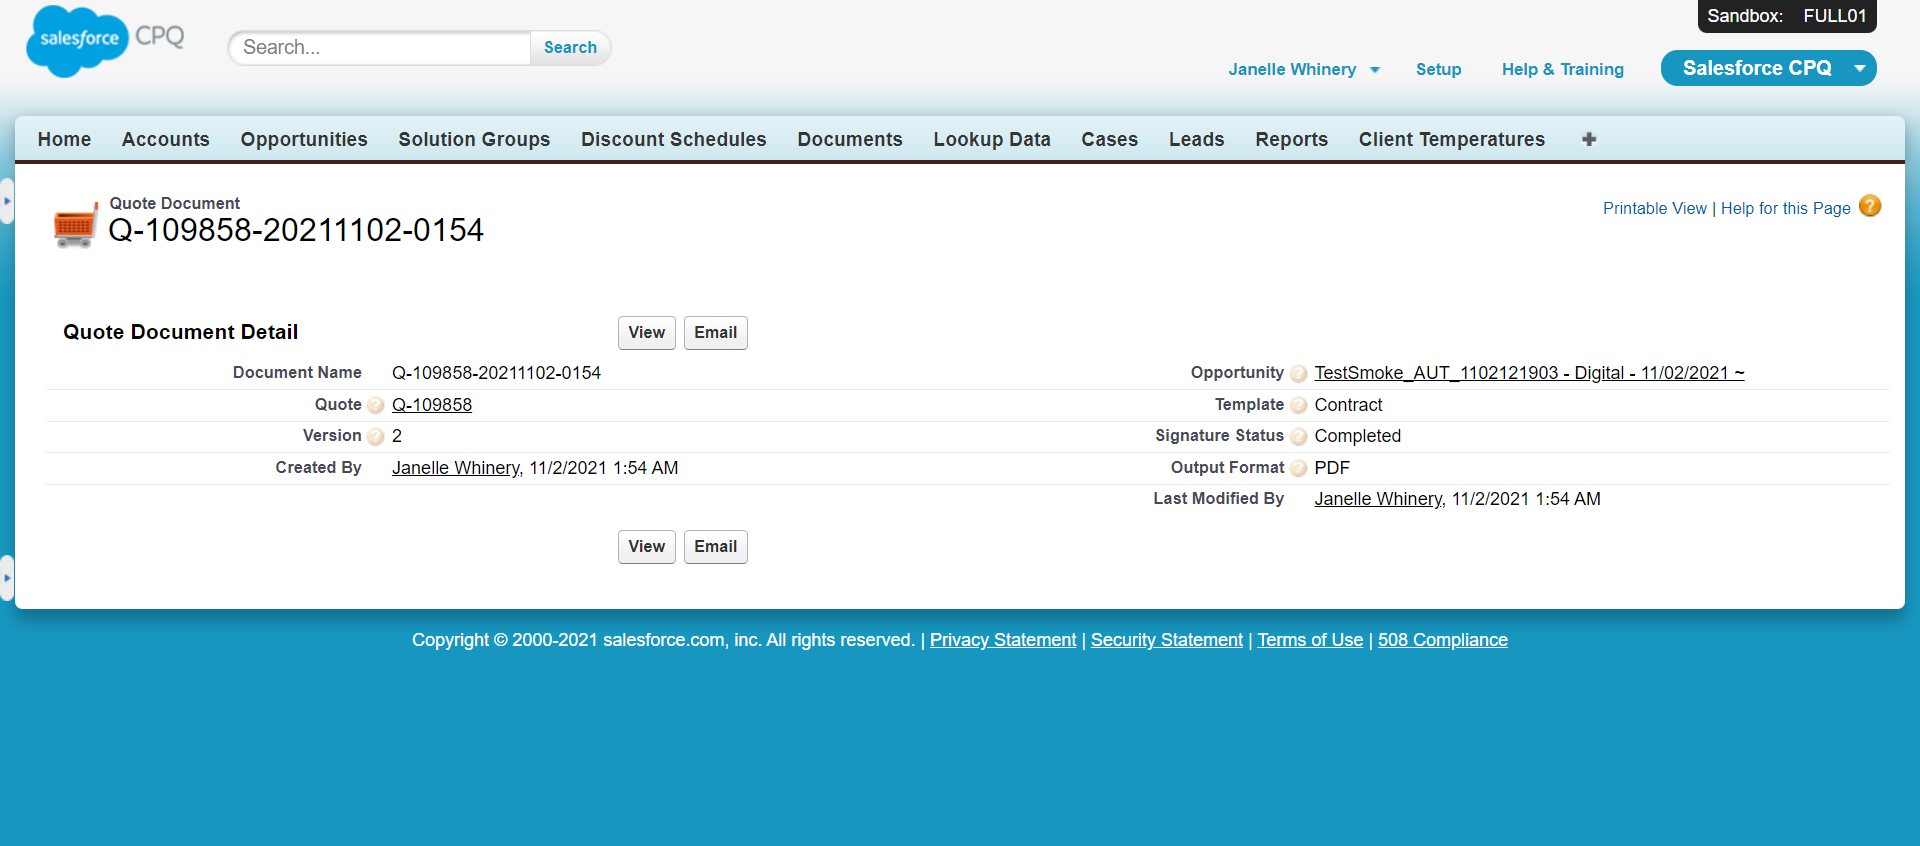 salesforce CPQ
Search...
Search
Sandbox: FULL01
Janelle Whinery
Setup
Help & Training
Salesforce CPQ
Home Accounts Opportunities Solution Groups Discount Schedules Documents Lookup Data Cases Leads Reports Client Temperatures +
Quote Document
Q-109858-20211102-0154
Printable View | Help for this Page ?
Quote Document Detail
View Email
Document Name Q-109858-20211102-0154
Opportunity ? TestSmoke_AUT_1102121903 - Digital - 11/02/2021 ~
Quote ? Q-109858
Template ? Contract
Version ? 2
Signature Status ? Completed
Created By Janelle Whinery, 11/2/2021 1:54 AM
Output Format ? PDF
Last Modified By Janelle Whinery, 11/2/2021 1:54 AM
View Email
Copyright © 2000-2021 salesforce.com, inc. All rights reserved. | Privacy Statement | Security Statement | Terms of Use | 508 Compliance